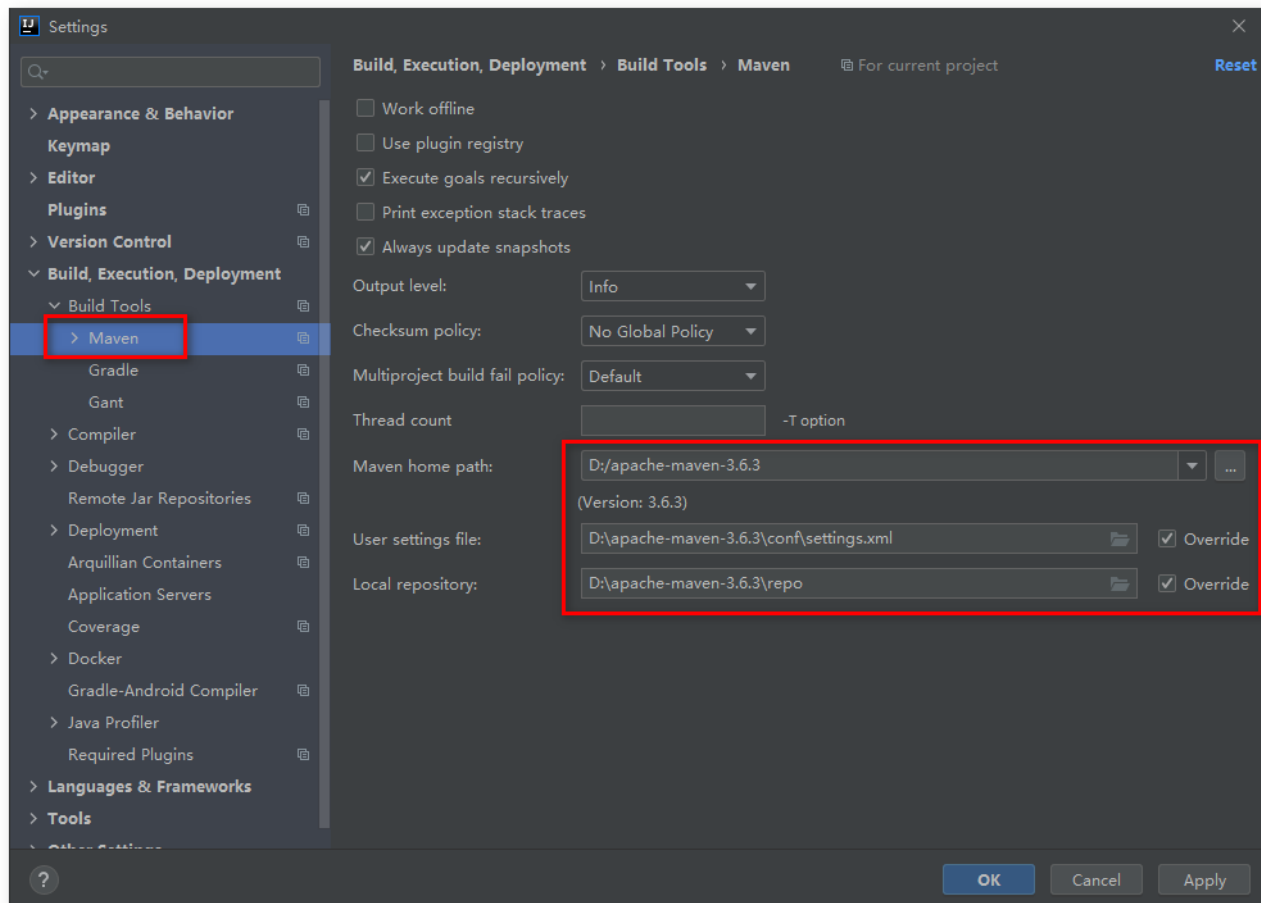 Settings
Appearance & Behavior
Keymap
Editor
Plugins
Version Control
Build, Execution, Deployment
Build Tools
Maven
Gradle
Gant
Compiler
Debugger
Remote Jar Repositories
Deployment
Arquillian Containers
Application Servers
Coverage
Docker
Gradle-Android Compiler
Java Profiler
Required Plugins
Languages & Frameworks
Tools
Other Settings
Build, Execution, Deployment › Build Tools › Maven For current project Reset
Work offline
Use plugin registry
Execute goals recursively
Print exception stack traces
Always update snapshots
Output level: Info
Checksum policy: No Global Policy
Multiproject build fail policy: Default
Thread count -T option
Maven home path: D:/apache-maven-3.6.3 ...
(Version: 3.6.3)
User settings file: D:\apache-maven-3.6.3\conf\settings.xml Override
Local repository: D:\apache-maven-3.6.3\repo Override
? OK Cancel Apply